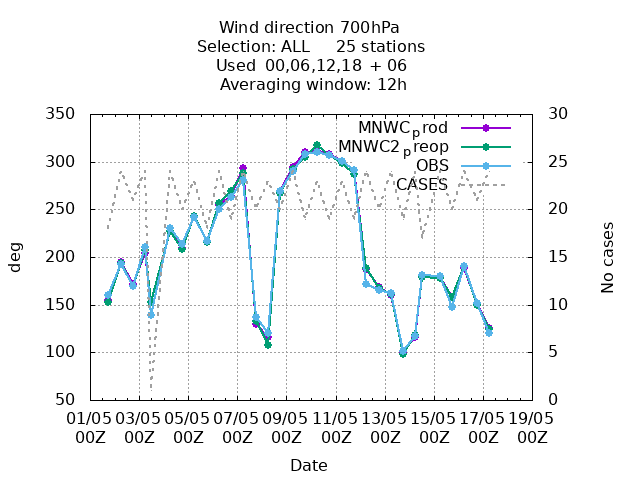 Wind direction 700hPa
Selection: ALL     25 stations
Used  00,06,12,18 + 06
Averaging window: 12h
350
300
250
200
150
100
50
30
25
20
15
10
5
0
MNWCprod
MNWC2preop
OBS
CASES
deg
No cases
01/05 03/05 05/05 07/05 09/05 11/05 13/05 15/05 17/05 19/05
00Z 00Z 00Z 00Z 00Z 00Z 00Z 00Z 00Z 00Z
Date